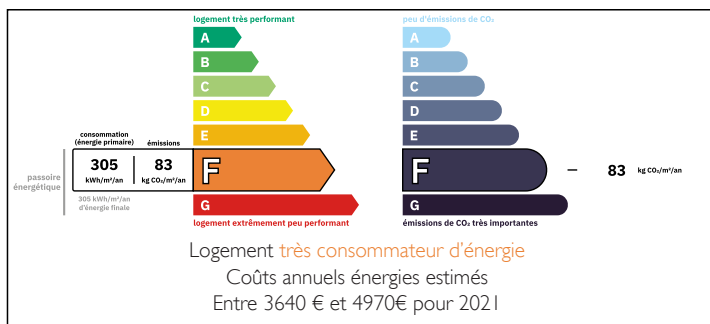 logement très performant
A
B
C
D
E
consommation
(énergie primaire)
émissions
305
kWh/m²/an
83
kg CO₂/m²/an
F
passoire
énergétique
305 kWh/m²/an
d'énergie finale
G
logement extrêmement peu performant
peu d'émissions de CO₂
A
B
C
D
E
F
83 kg CO₂/m²/an
G
émissions de CO₂ très importantes
Logement très consommateur d'énergie
Coûts annuels énergies estimés
Entre 3640 € et 4970€ pour 2021